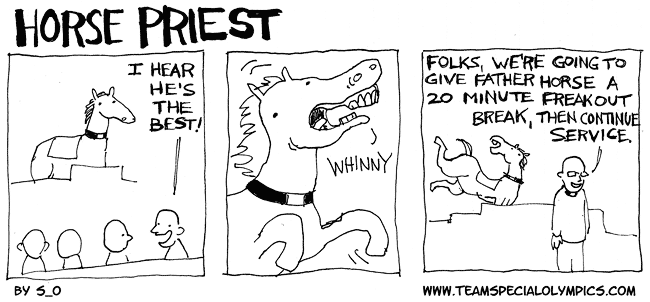 HORSE PRIEST
I HEAR
HE'S
THE
BEST!
WHINNY
FOLKS, WE'RE GOING TO
GIVE FATHER HORSE A
20 MINUTE FREAKOUT
BREAK, THEN CONTINUE
SERVICE.
BY S_O
WWW.TEAMSPECIALOLYMPICS.COM